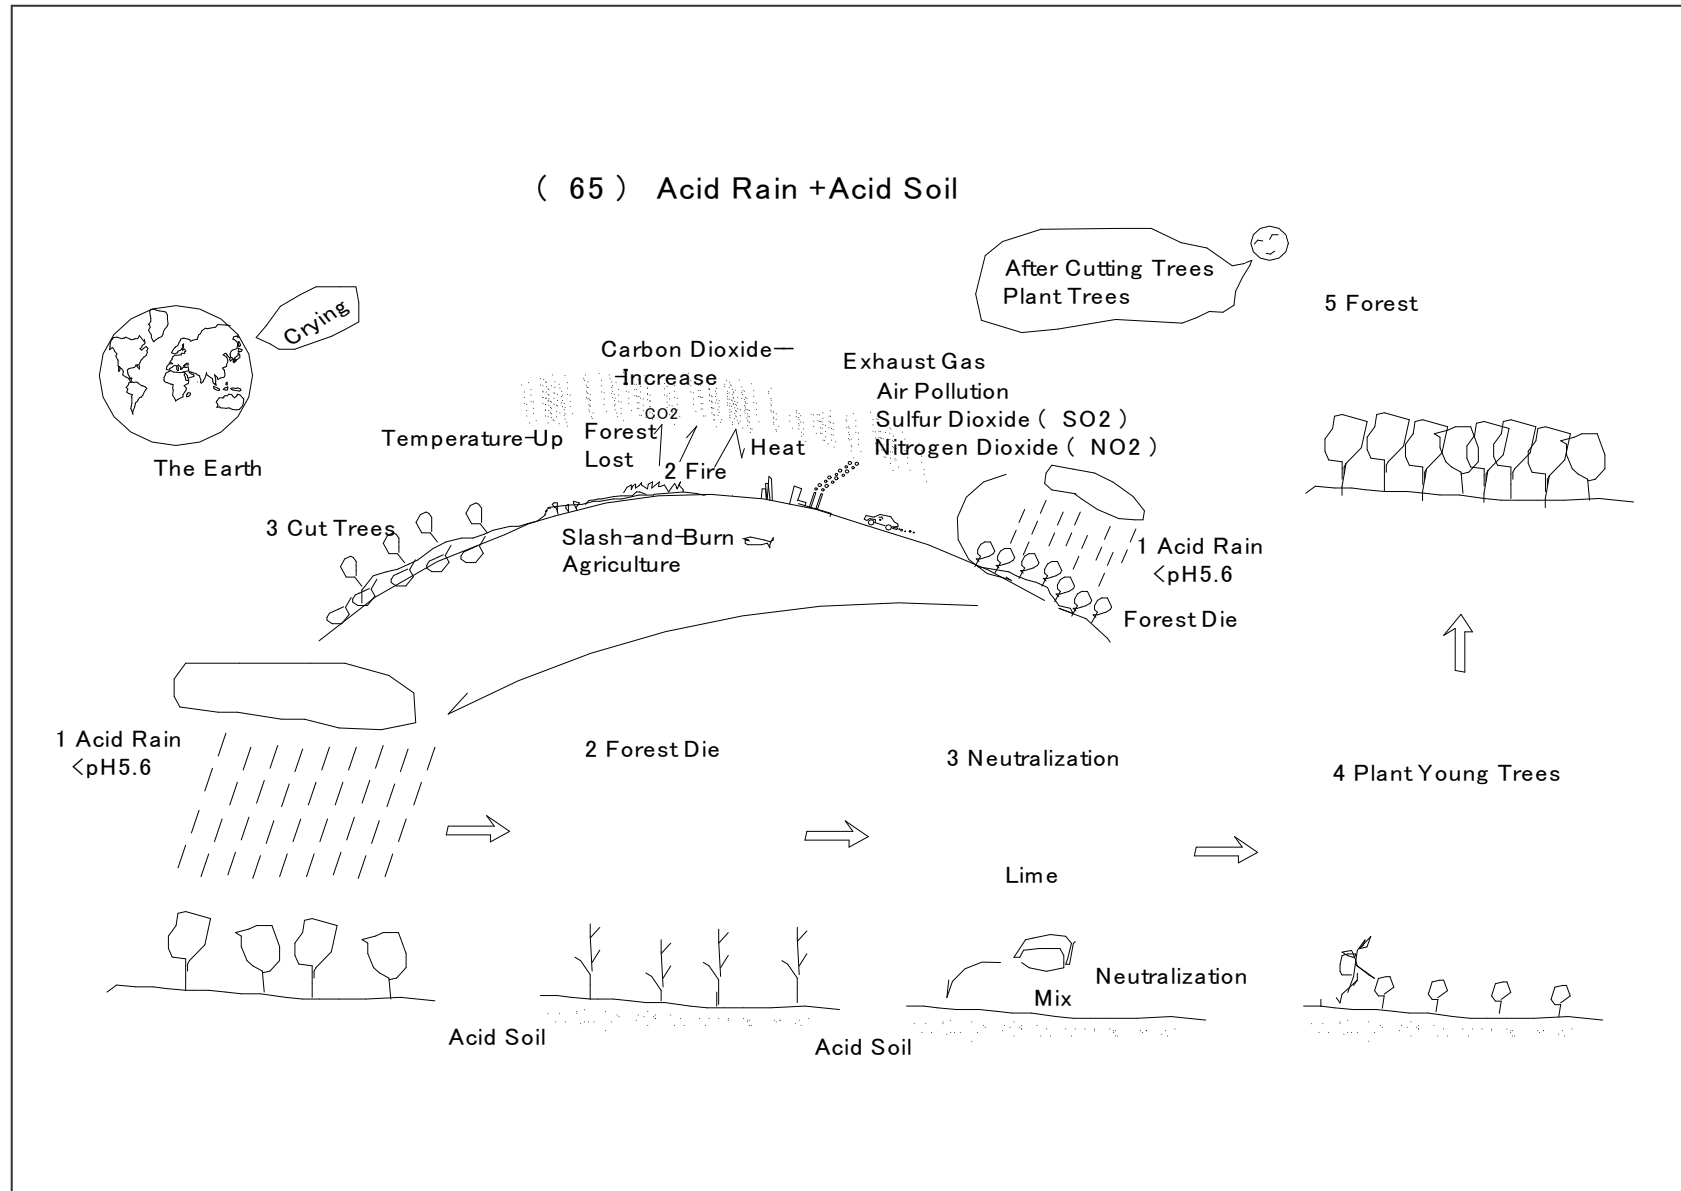 ( 65 ) Acid Rain +Acid Soil
After Cutting Trees
Plant Trees
5 Forest
Crying
The Earth
Carbon Dioxide--
-Increase
Exhaust Gas
Air Pollution
Sulfur Dioxide ( SO2 )
Nitrogen Dioxide ( NO2 )
CO2
Temperature-Up
Forest
Lost
Heat
2 Fire
3 Cut Trees
Slash-and-Burn
Agriculture
1 Acid Rain
<pH5.6
Forest Die
1 Acid Rain
<pH5.6
2 Forest Die
3 Neutralization
4 Plant Young Trees
Lime
Neutralization
Mix
Acid Soil
Acid Soil